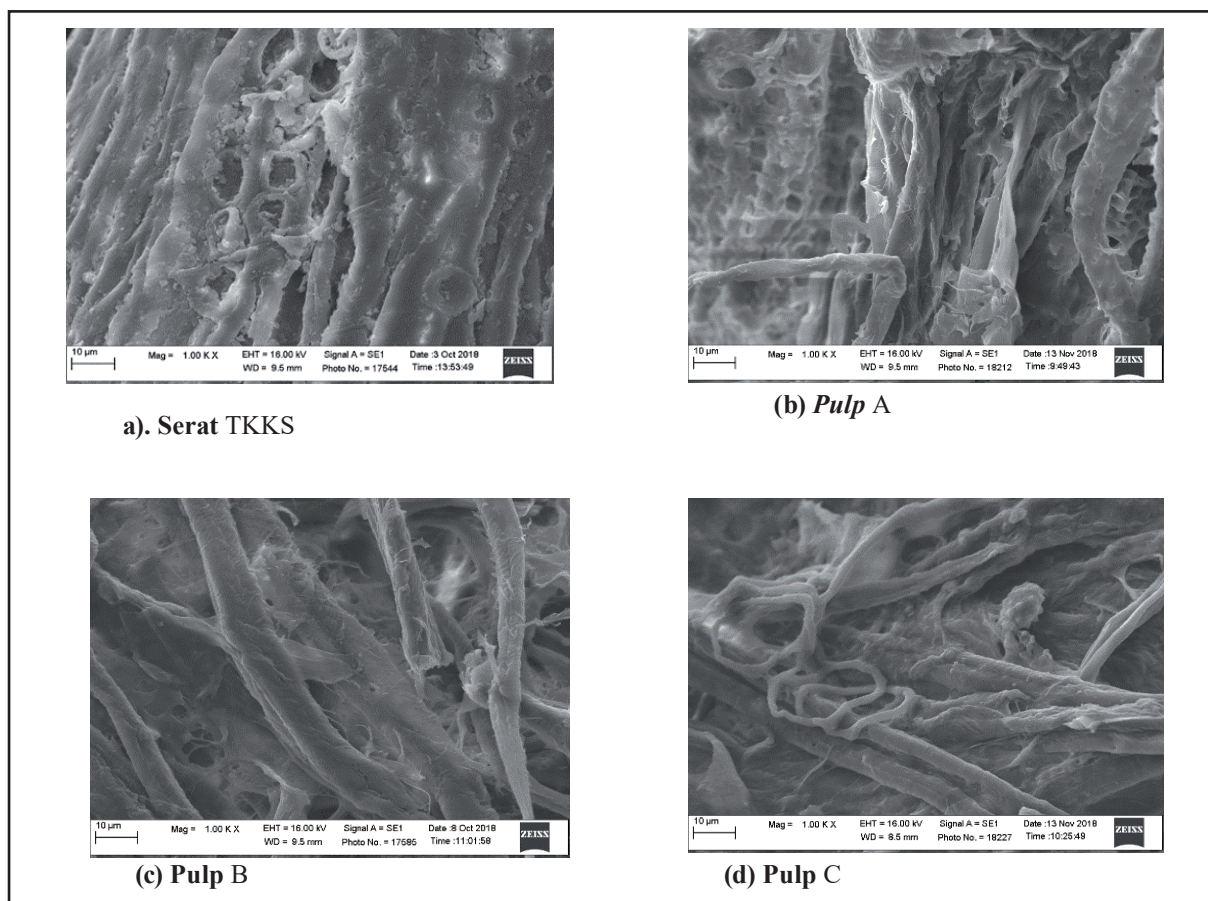 10 µm Mag = 1.00 K X EHT = 16.00 kV Signal A = SE1 Date :3 Oct 2018 ZEISS
WD = 9.5 mm Photo No. = 17544 Time :13:53:49
a). Serat TKKS
10 µm Mag = 1.00 K X EHT = 16.00 kV Signal A = SE1 Date :13 Nov 2018 ZEISS
WD = 9.5 mm Photo No. = 18212 Time :9:49:43
(b) Pulp A
10 µm Mag = 1.00 K X EHT = 16.00 kV Signal A = SE1 Date :8 Oct 2018 ZEISS
WD = 9.5 mm Photo No. = 17585 Time :11:01:58
(c) Pulp B
10 µm Mag = 1.00 K X EHT = 16.00 kV Signal A = SE1 Date :13 Nov 2018 ZEISS
WD = 8.5 mm Photo No. = 18227 Time :10:25:49
(d) Pulp C